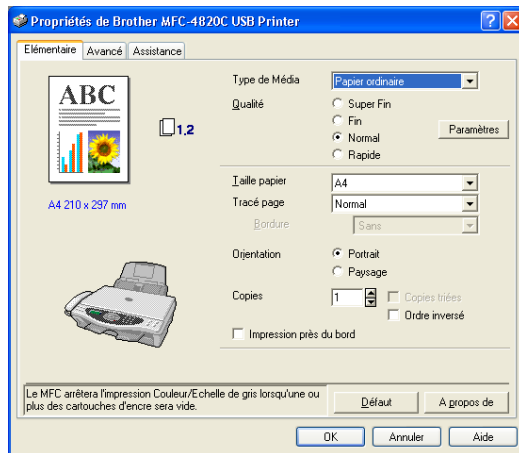 Propriétés de Brother MFC-4820C USB Printer
Elémentaire Avancé Assistance
ABC
1,2
A4 210 x 297 mm
Type de Média Papier ordinaire
Qualité Super Fin
Fin
Normal
Rapide
Paramètres
Taille papier A4
Tracé page Normal
Bordure Sans
Orientation Portrait
Paysage
Copies 1 Copies triées
Ordre inversé
Impression près du bord
Le MFC arrêtera l'impression Couleur/Echelle de gris lorsqu'une ou
plus des cartouches d'encre sera vide.
Défaut A propos de
OK Annuler Aide